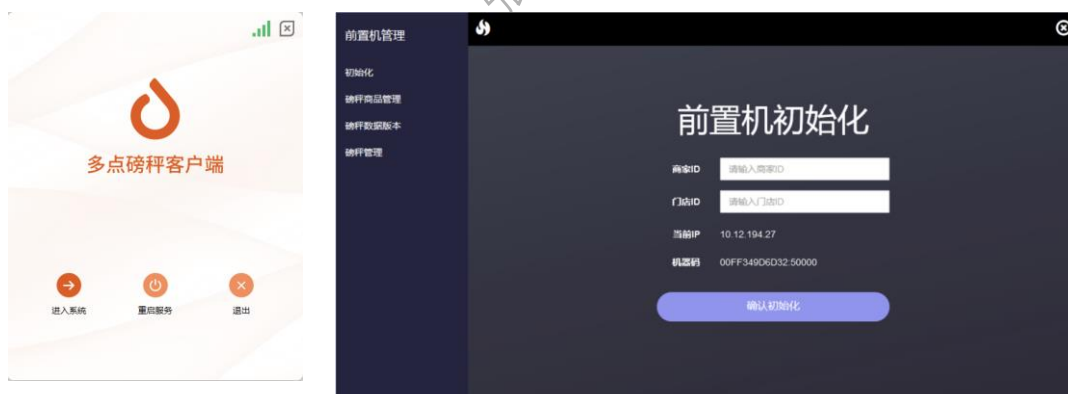 多点磅秤客户端
进入系统
重启服务
退出
前置机管理
初始化
磅秤商品管理
磅秤数据版本
磅秤管理
前置机初始化
商家ID 请输入商家ID
门店ID 请输入门店ID
当前IP 10.12.194.27
机器码 00FF349D6D32:50000
确认初始化